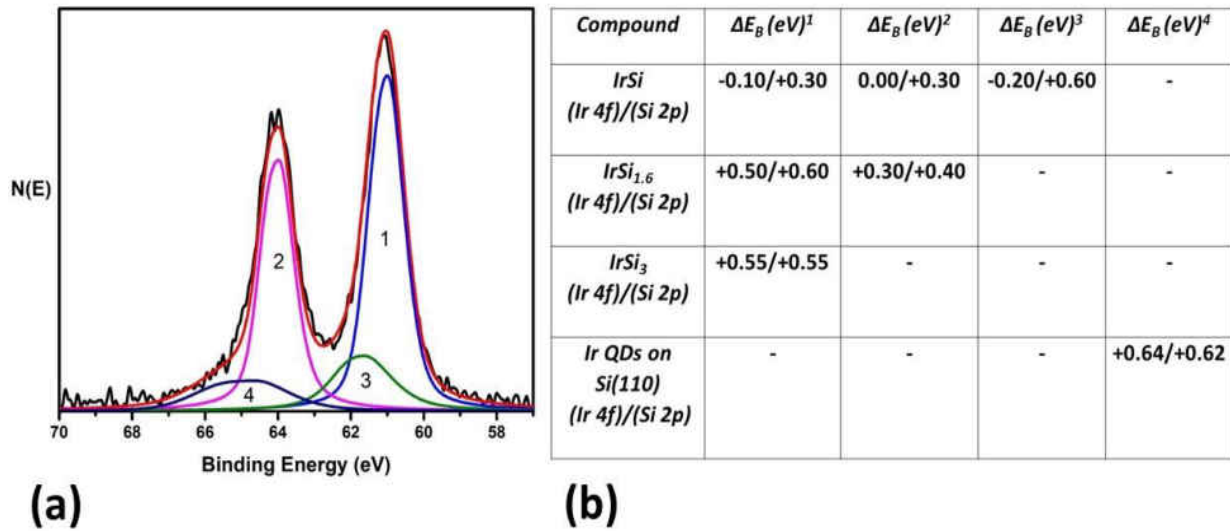 N(E)
2
1
3
4
70 68 66 64 62 60 58
Binding Energy (eV)
(a)
Compound ΔE_B (eV)¹ ΔE_B (eV)² ΔE_B (eV)³ ΔE_B (eV)⁴
IrSi
(Ir 4f)/(Si 2p)
-0.10/+0.30 0.00/+0.30 -0.20/+0.60 -
IrSi₁.₆
(Ir 4f)/(Si 2p)
+0.50/+0.60 +0.30/+0.40 - -
IrSi₃
(Ir 4f)/(Si 2p)
+0.55/+0.55 - - -
Ir QDs on
Si(110)
(Ir 4f)/(Si 2p)
- - - +0.64/+0.62
(b)